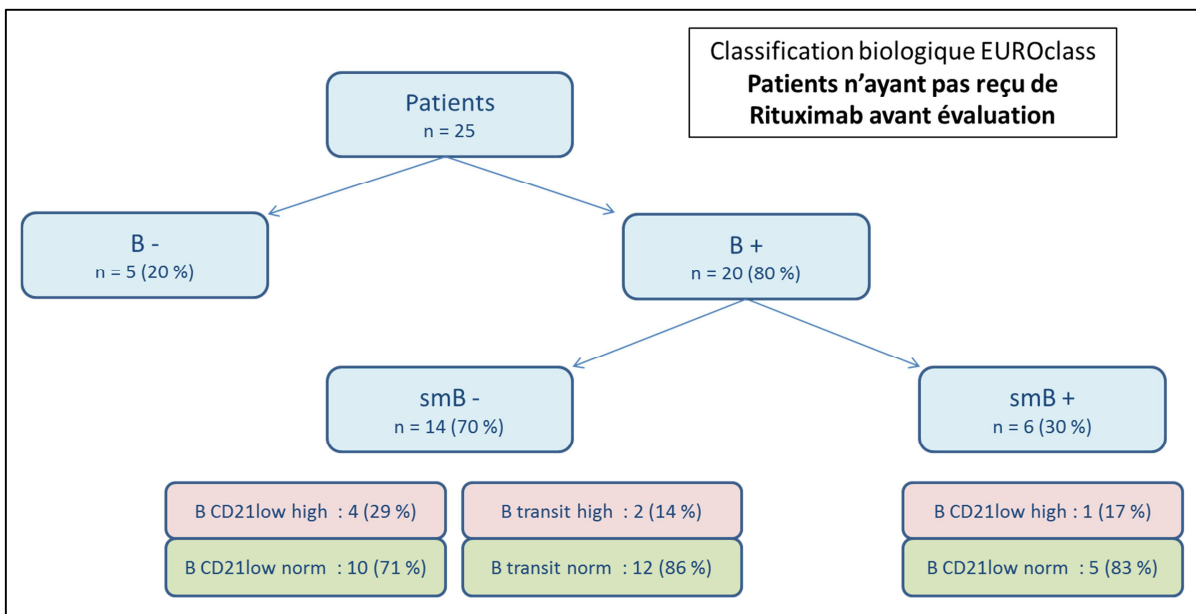 Classification biologique EUROclass
Patients n'ayant pas reçu de
Rituximab avant évaluation
Patients
n = 25
B -
n = 5 (20 %)
B +
n = 20 (80 %)
smB -
n = 14 (70 %)
smB +
n = 6 (30 %)
B CD21low high : 4 (29 %)
B transit high : 2 (14 %)
B CD21low high : 1 (17 %)
B CD21low norm : 10 (71 %)
B transit norm : 12 (86 %)
B CD21low norm : 5 (83 %)